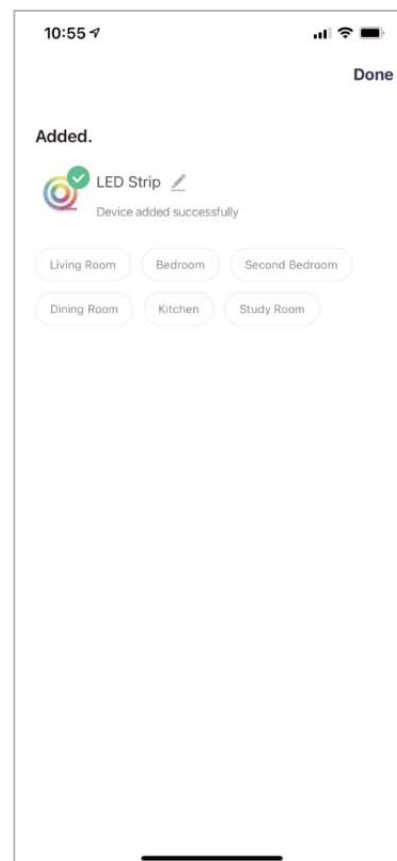 10:55
Done
Added.
LED Strip
Device added successfully
Living Room Bedroom Second Bedroom
Dining Room Kitchen Study Room